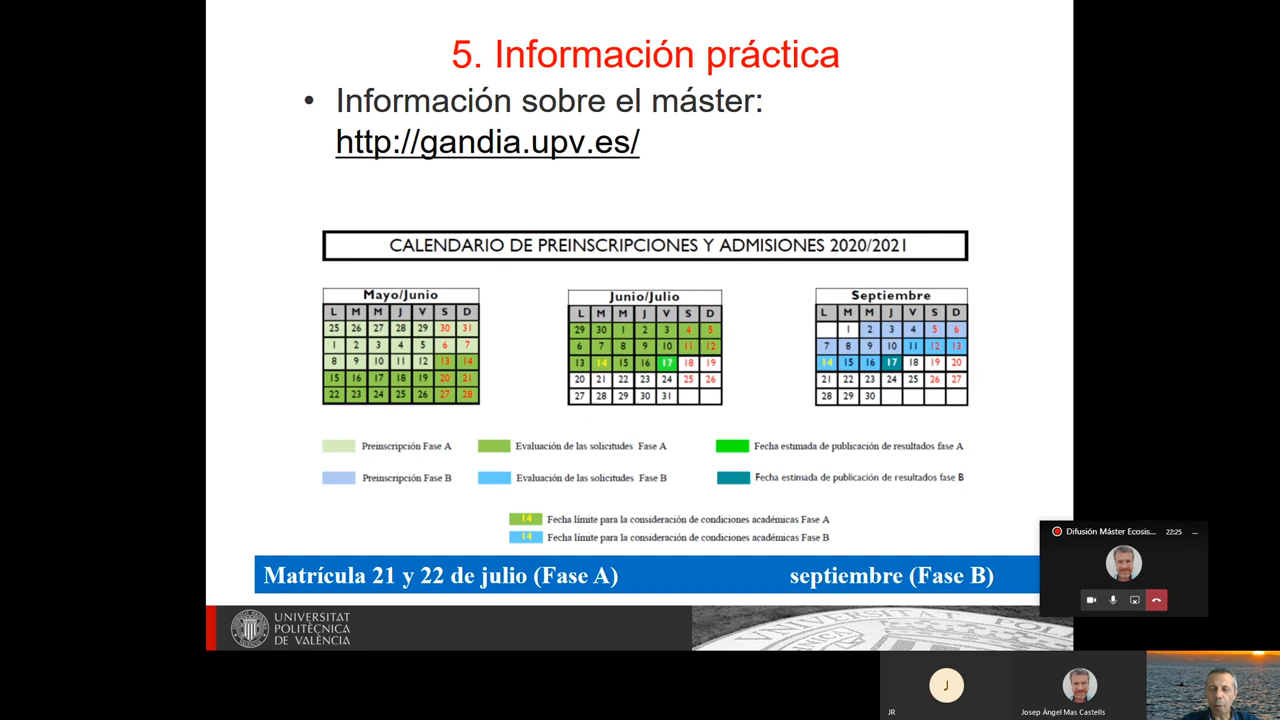 5. Información práctica
• Información sobre el máster:
http://gandia.upv.es/
CALENDARIO DE PREINSCRIPCIONES Y ADMISIONES 2020/2021
Mayo/Junio
L M M J V S D
25 26 27 28 29 30 31
1 2 3 4 5 6 7
8 9 10 11 12 13 14
15 16 17 18 19 20 21
22 23 24 25 26 27 28
Junio/Julio
L M M J V S D
29 30 1 2 3 4 5
6 7 8 9 10 11 12
13 14 15 16 17 18 19
20 21 22 23 24 25 26
27 28 29 30 31
Septiembre
L M M J V S D
1 2 3 4 5 6
7 8 9 10 11 12 13
14 15 16 17 18 19 20
21 22 23 24 25 26 27
28 29 30
Preinscripción Fase A
Evaluación de las solicitudes Fase A
Fecha estimada de publicación de resultados fase A
Preinscripción Fase B
Evaluación de las solicitudes Fase B
Fecha estimada de publicación de resultados fase B
14 Fecha límite para la consideración de condiciones académicas Fase A
14 Fecha límite para la consideración de condiciones académicas Fase B
Matrícula 21 y 22 de julio (Fase A) septiembre (Fase B)
UNIVERSITAT
POLITÈCNICA
DE VALÈNCIA
Difusión Máster Ecosis... 22:25
J
JR
Josep Àngel Mas Castells